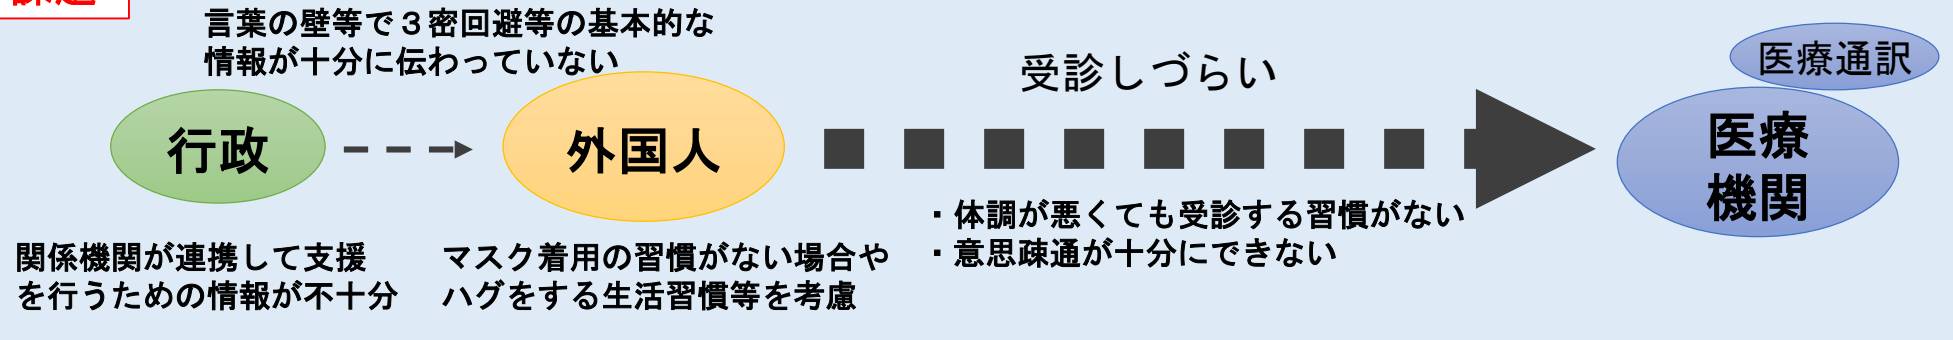 課題
言葉の壁等で３密回避等の基本的な
情報が十分に伝わっていない
受診しづらい
医療通訳
行政
外国人
医療
機関
・体調が悪くても受診する習慣がない
・意思疎通が十分にできない
関係機関が連携して支援
を行うための情報が不十分
マスク着用の習慣がない場合や
ハグをする生活習慣等を考慮